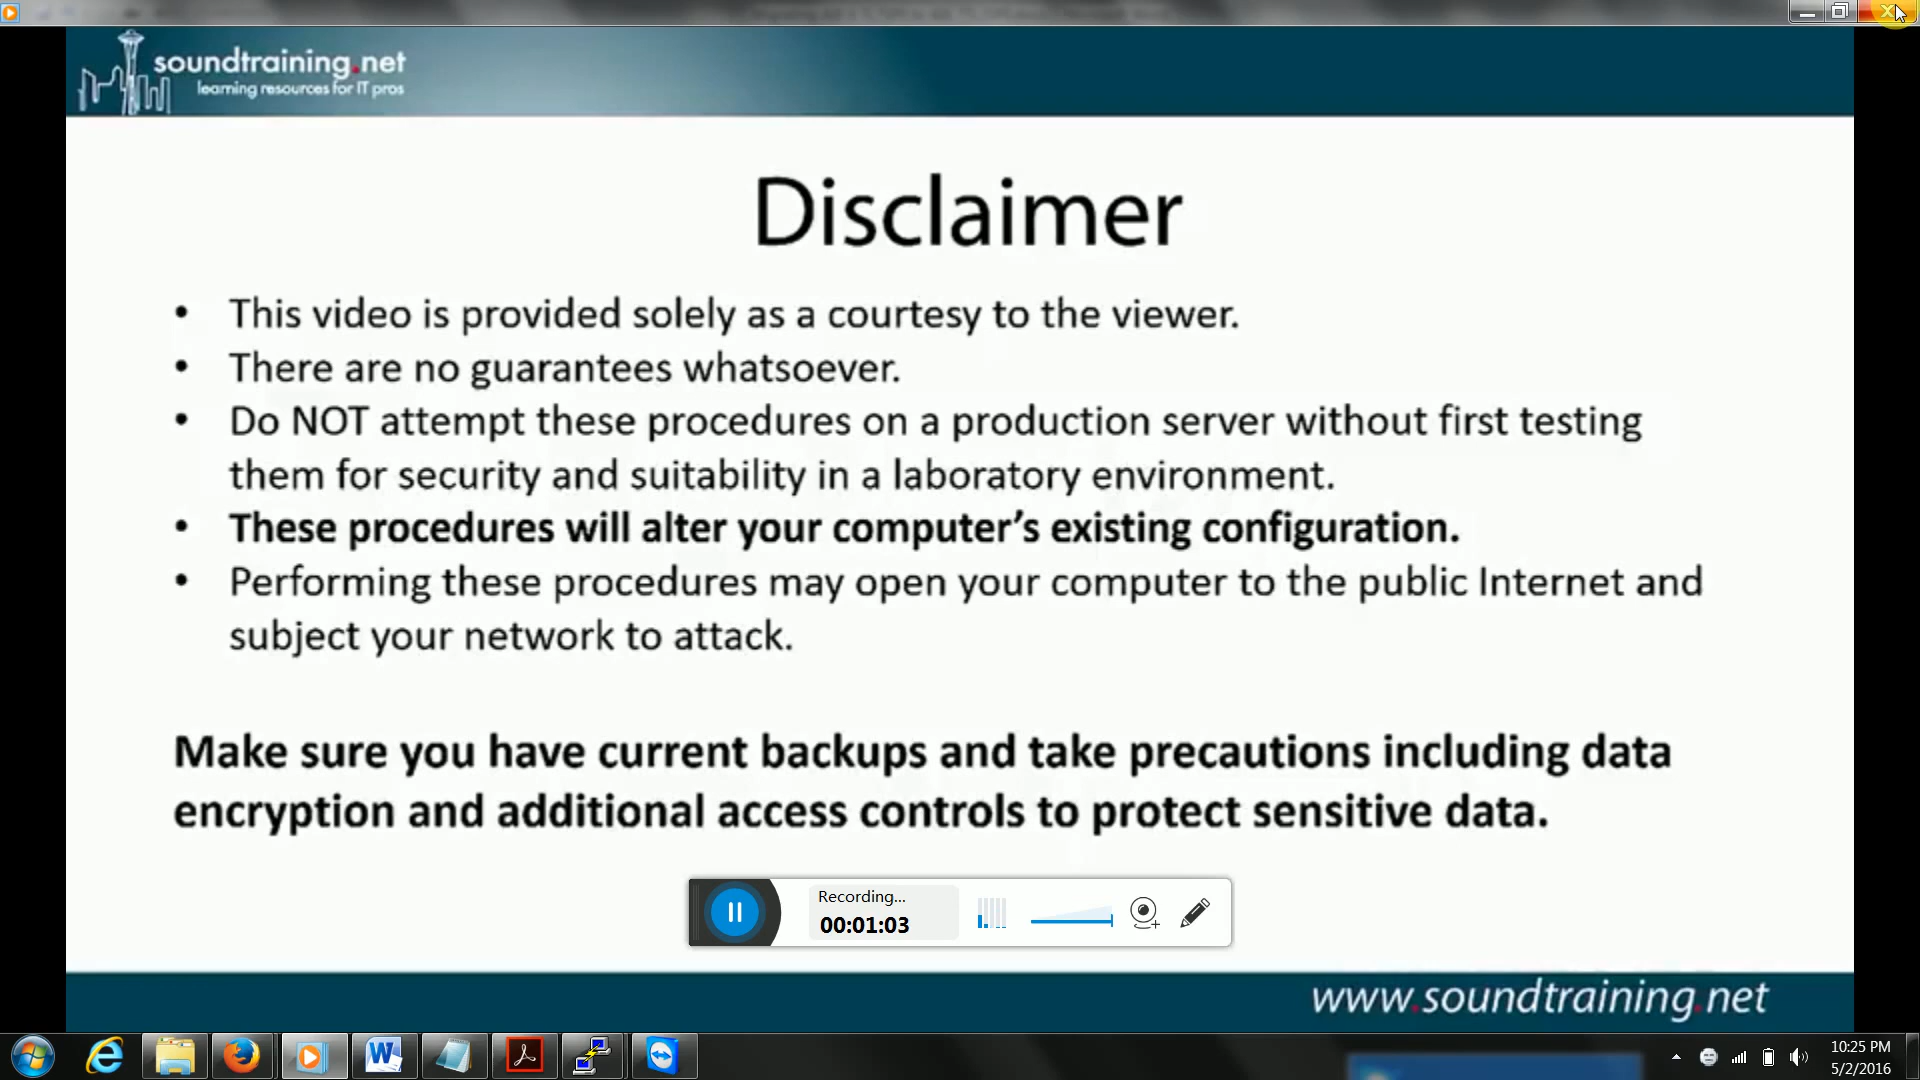 soundtraining.net
learning resources for IT pros
Disclaimer
• This video is provided solely as a courtesy to the viewer.
• There are no guarantees whatsoever.
• Do NOT attempt these procedures on a production server without first testing
them for security and suitability in a laboratory environment.
• These procedures will alter your computer’s existing configuration.
• Performing these procedures may open your computer to the public Internet and
subject your network to attack.
Make sure you have current backups and take precautions including data
encryption and additional access controls to protect sensitive data.
Recording...
00:01:03
www.soundtraining.net
10:25 PM
5/2/2016